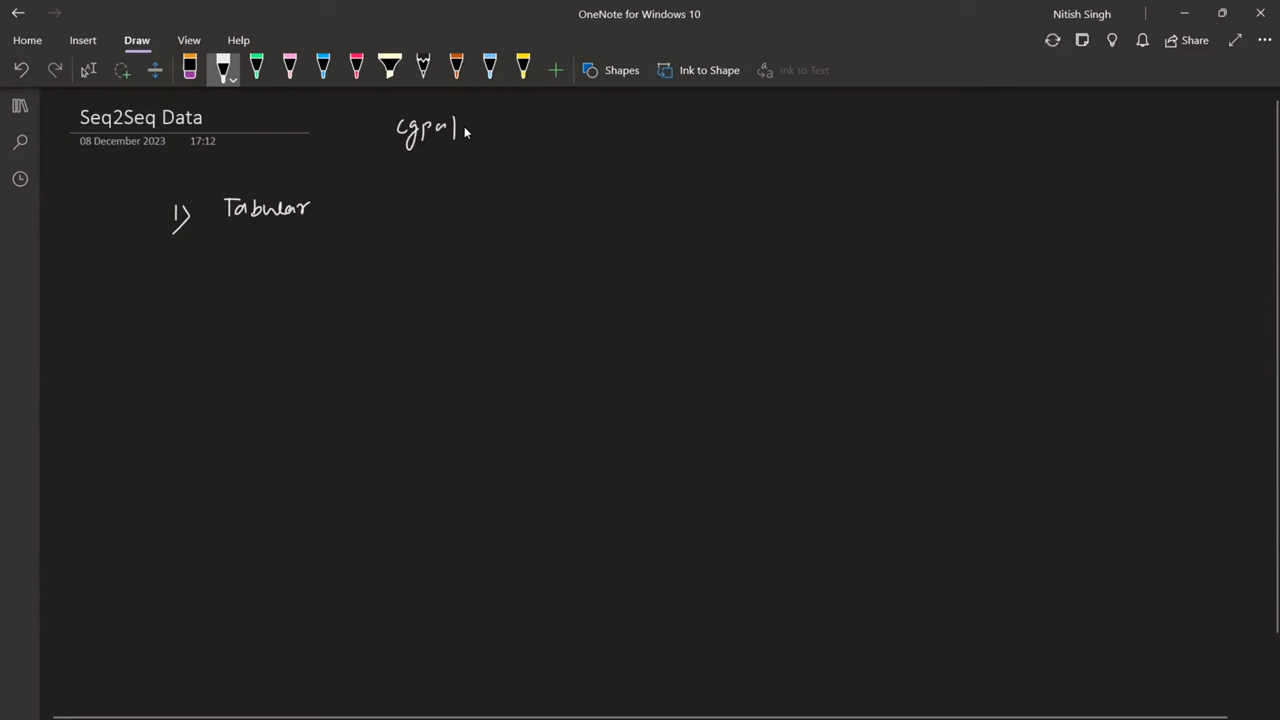 OneNote for Windows 10
Nitish Singh
Home Insert Draw View Help
Share
Shapes Ink to Shape Ink to Text
Seq2Seq Data
08 December 2023 17:12
cgpa|
1) Tabular